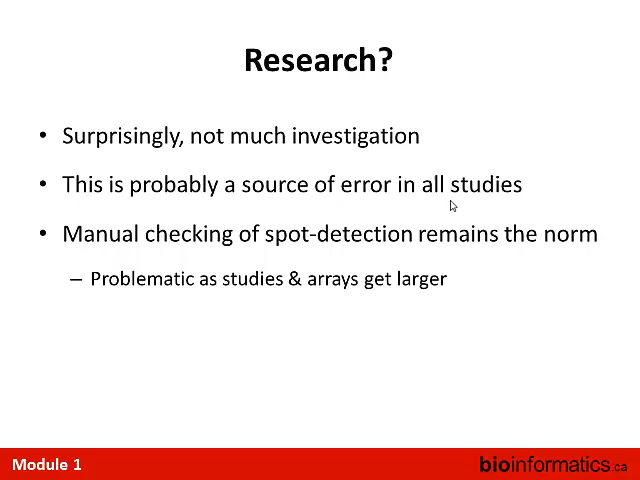 Research?
• Surprisingly, not much investigation
• This is probably a source of error in all studies
• Manual checking of spot-detection remains the norm
– Problematic as studies & arrays get larger
Module 1
bioinformatics.ca